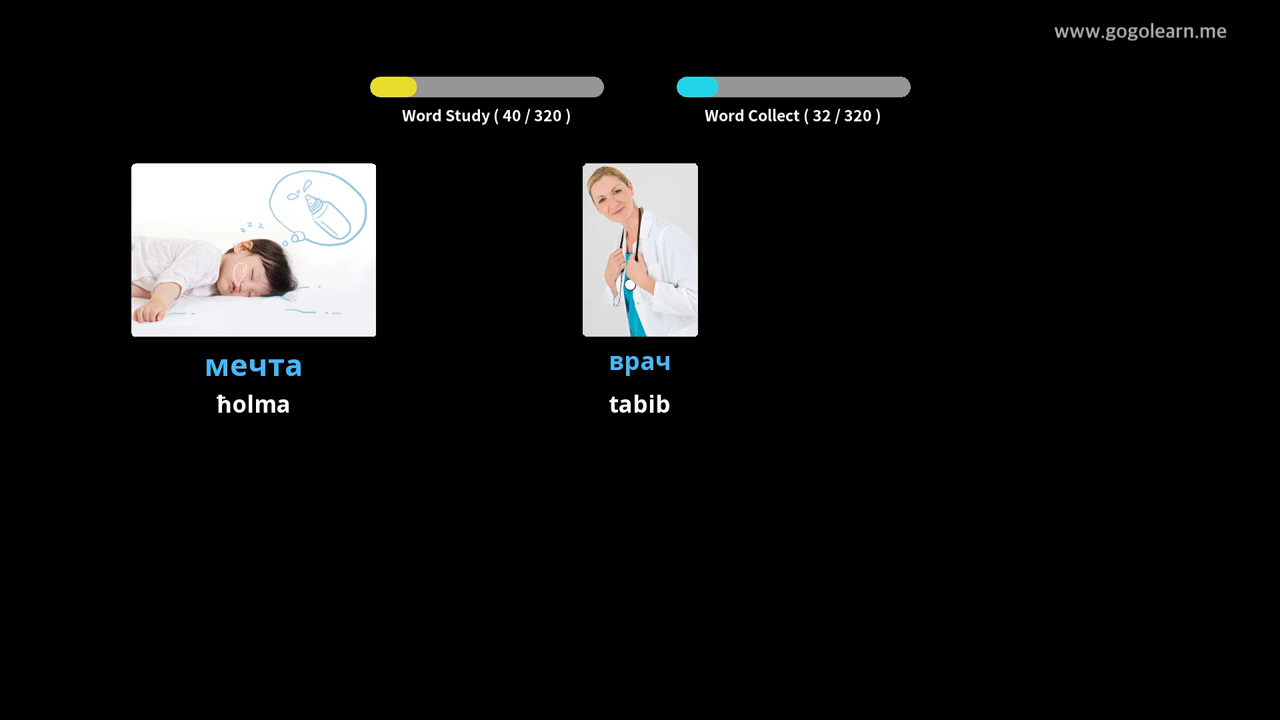 www.gogolearn.me
Word Study ( 40 / 320 )
Word Collect ( 32 / 320 )
z z z
мечта
ħolma
врач
tabib